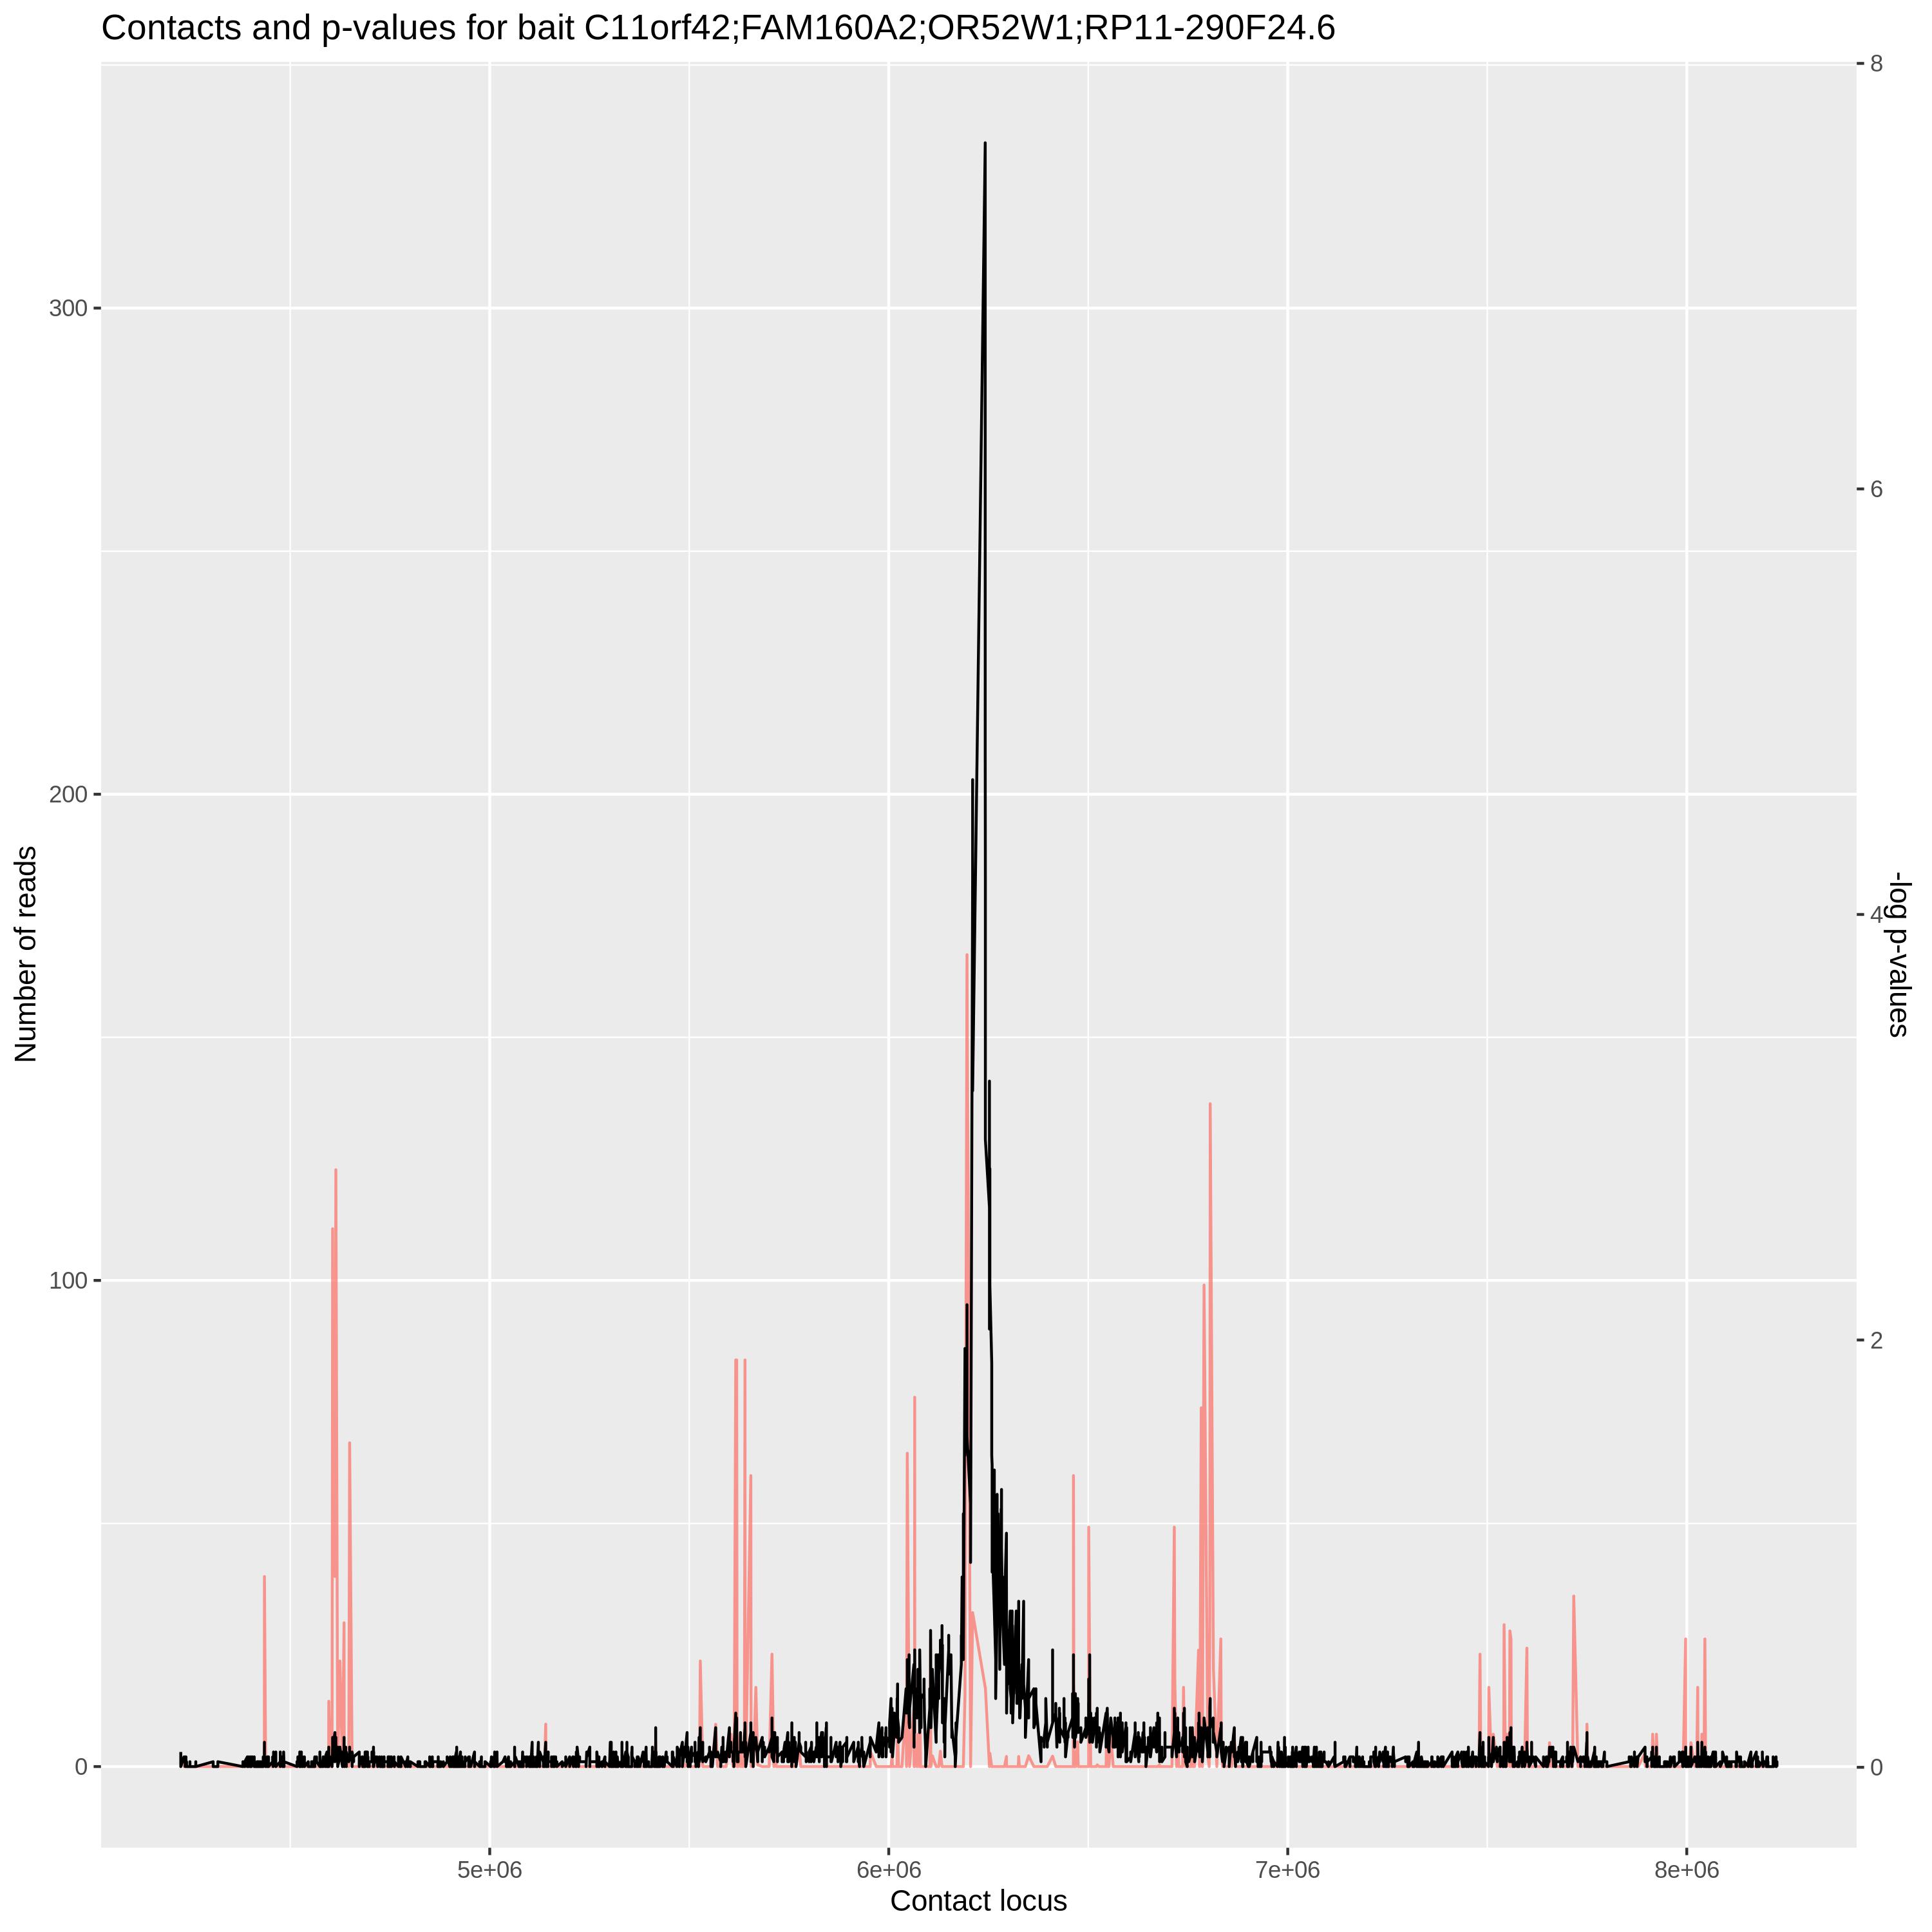 Contacts and p-values for bait C11orf42;FAM160A2;OR52W1;RP11-290F24.6
8
300
6
200
4
Number of reads
-log p-values
100
2
0
0
5e+06
6e+06
7e+06
8e+06
Contact locus